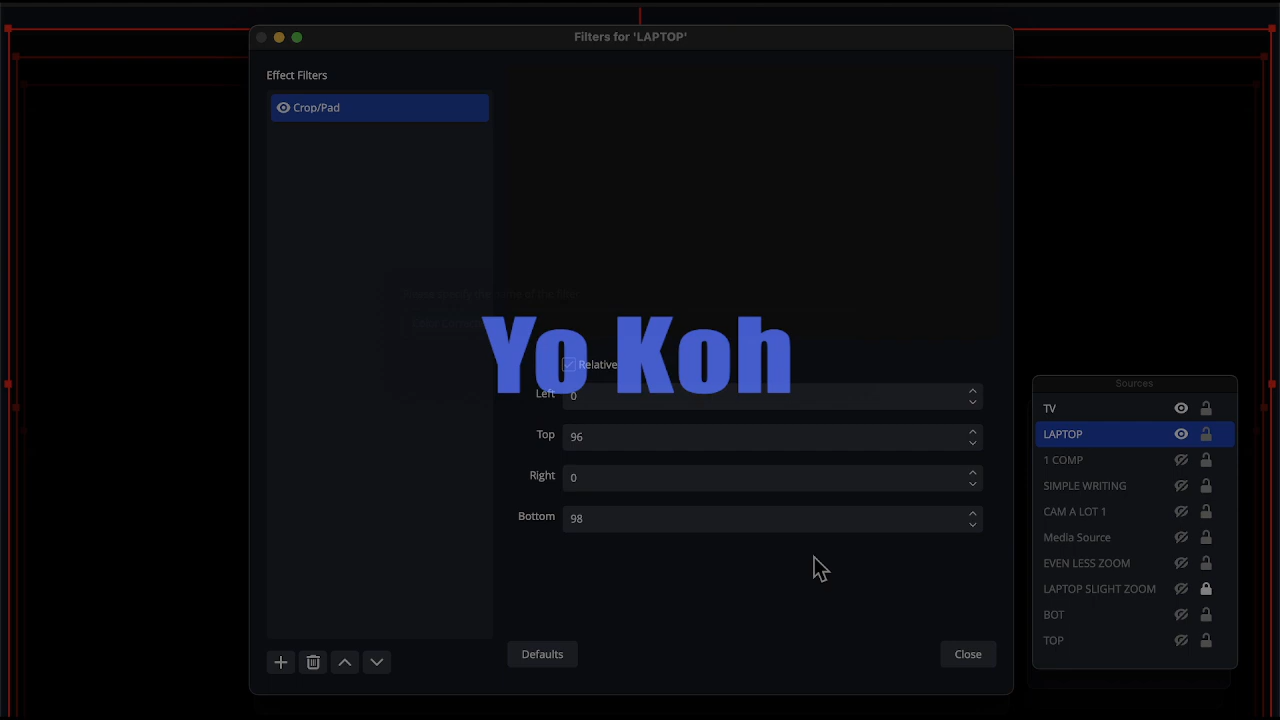 Filters for 'LAPTOP'
Effect Filters
Crop/Pad
Yo Koh
Relative
Left 0
Top 96
Right 0
Bottom 98
Defaults
Close
Sources
TV
LAPTOP
1 COMP
SIMPLE WRITING
CAM A LOT 1
Media Source
EVEN LESS ZOOM
LAPTOP SLIGHT ZOOM
BOT
TOP